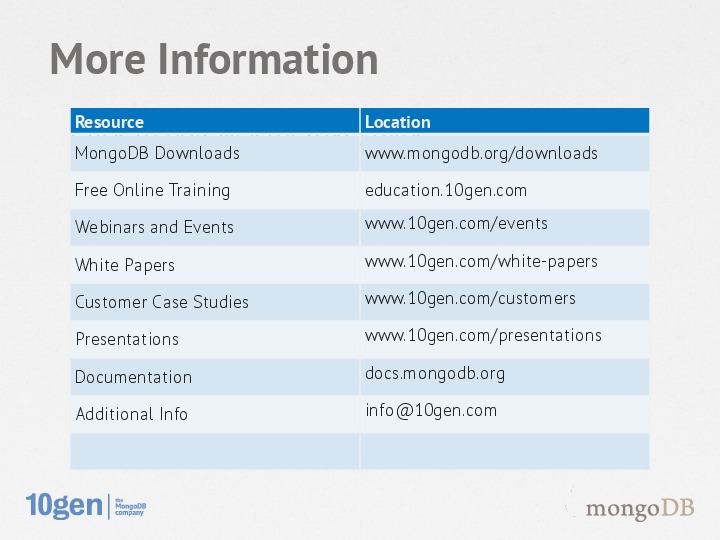 More Information
Resource Location
MongoDB Downloads www.mongodb.org/downloads
Free Online Training education.10gen.com
Webinars and Events www.10gen.com/events
White Papers www.10gen.com/white-papers
Customer Case Studies www.10gen.com/customers
Presentations www.10gen.com/presentations
Documentation docs.mongodb.org
Additional Info info@10gen.com
10gen the MongoDB company
mongoDB